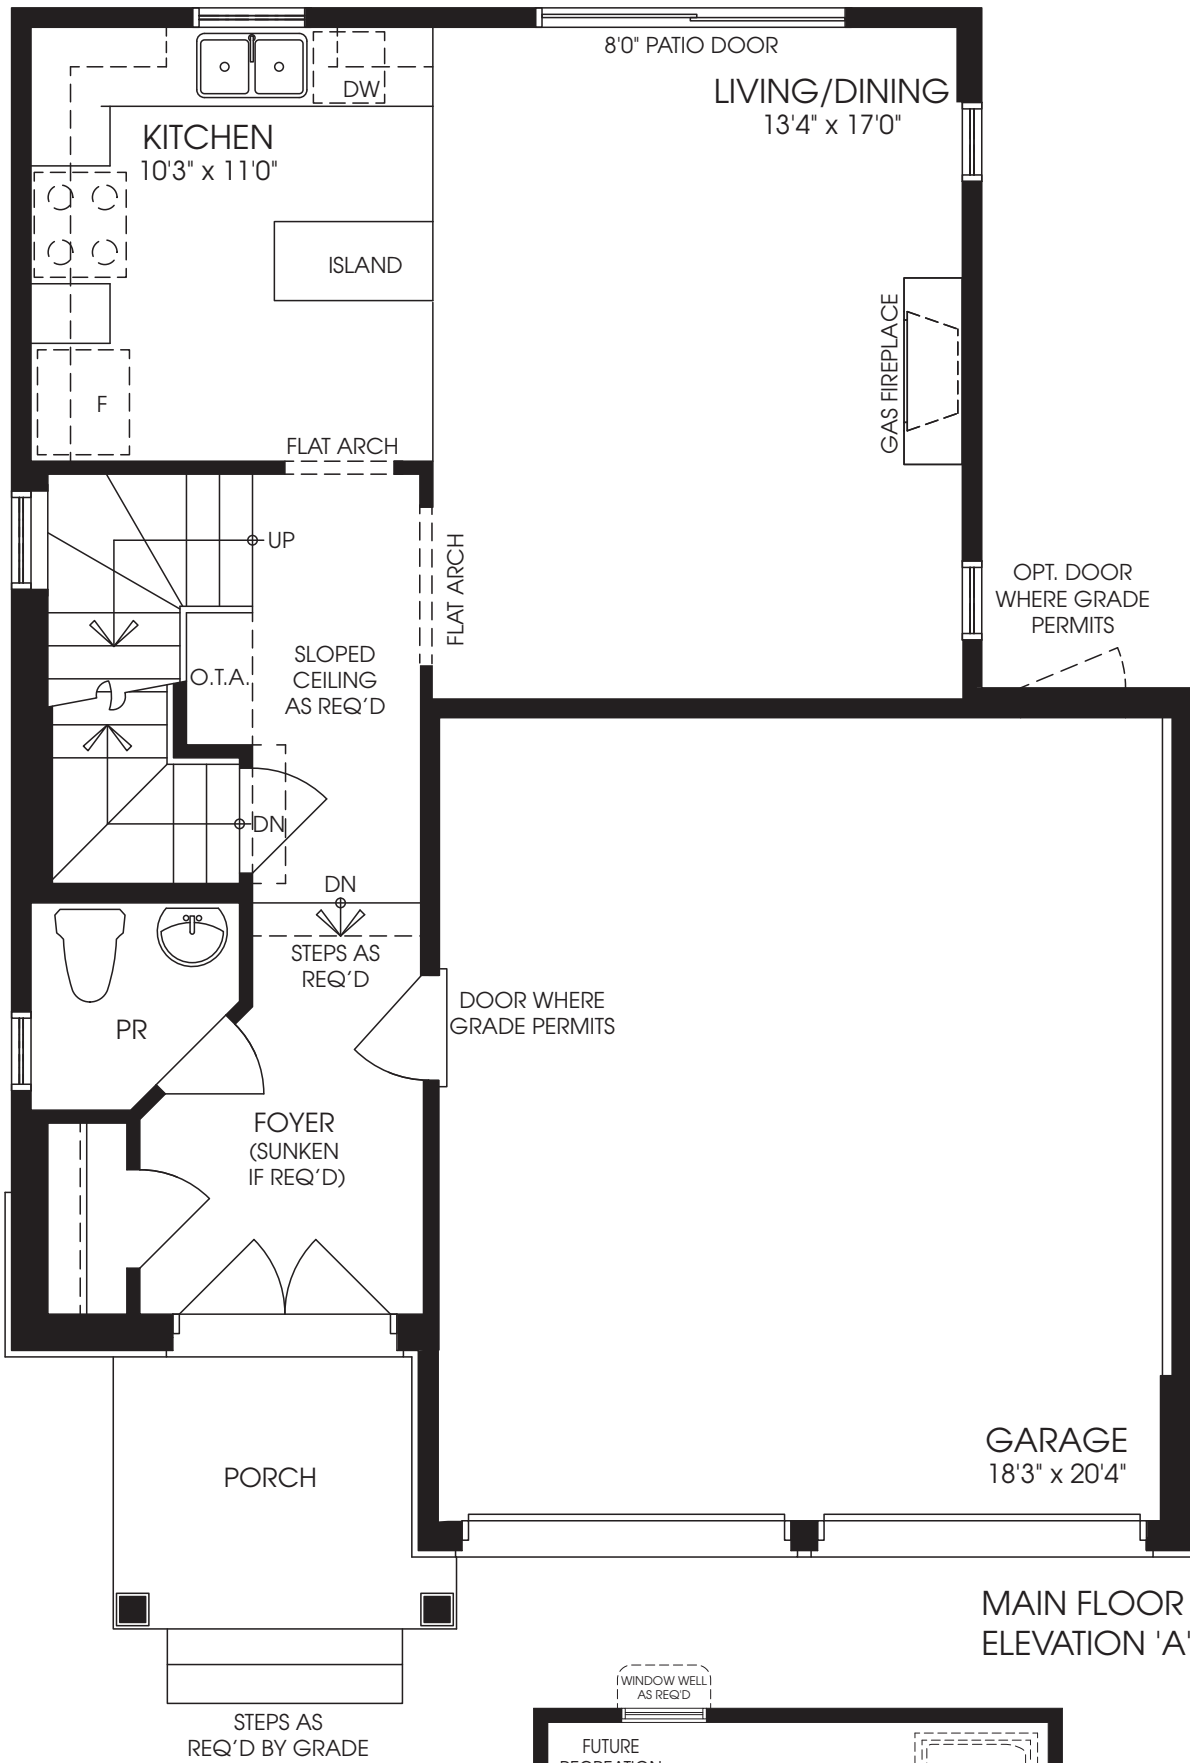 8'0" PATIO DOOR
DW
LIVING/DINING
13'4" x 17'0"
KITCHEN
10'3" x 11'0"
ISLAND
GAS FIREPLACE
F
FLAT ARCH
UP
FLAT ARCH
OPT. DOOR
WHERE GRADE
PERMITS
O.T.A.
SLOPED
CEILING
AS REQ'D
DN
DN
STEPS AS
REQ'D
DOOR WHERE
GRADE PERMITS
PR
FOYER
(SUNKEN
IF REQ'D)
PORCH
GARAGE
18'3" x 20'4"
MAIN FLOOR
ELEVATION 'A'
STEPS AS
REQ'D BY GRADE
WINDOW WELL
AS REQ'D
FUTURE
RECREATION